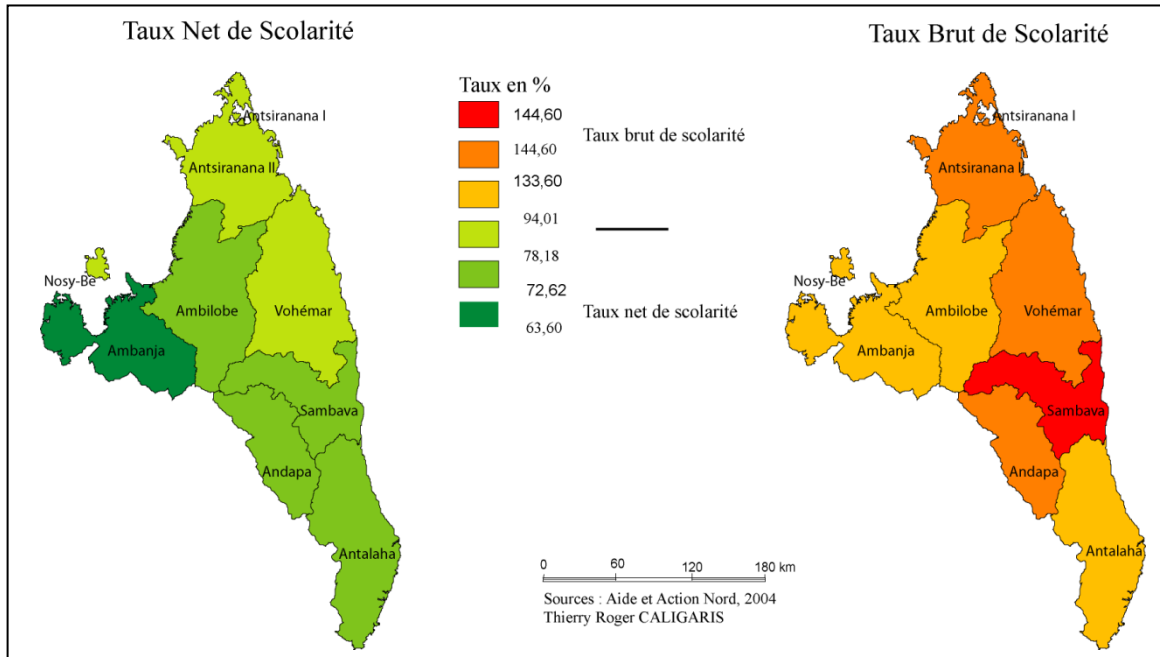 Taux Net de Scolarité
Taux Brut de Scolarité
Antsiranana I
Antsiranana II
Nosy-Be
Ambilobe
Vohémar
Ambanja
Sambava
Andapa
Antalaha
Taux en %
144,60
144,60
133,60
94,01
78,18
72,62
63,60
Taux brut de scolarité
Taux net de scolarité
Antsiranana I
Antsiranana II
Nosy-Be
Ambilobe
Vohémar
Ambanja
Sambava
Andapa
Antalaha
0 60 120 180 km
Sources : Aide et Action Nord, 2004
Thierry Roger CALIGARIS